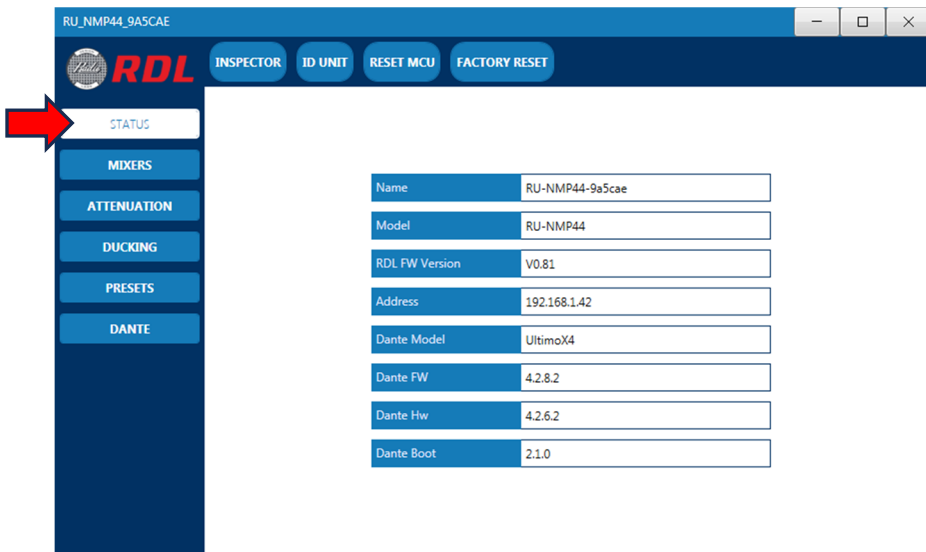 RU_NMP44_9A5CAE
Radio RDL INSPECTOR ID UNIT RESET MCU FACTORY RESET
STATUS
MIXERS
ATTENUATION
DUCKING
PRESETS
DANTE
Name RU-NMP44-9a5cae
Model RU-NMP44
RDL FW Version V0.81
Address 192.168.1.42
Dante Model UltimoX4
Dante FW 4.2.8.2
Dante Hw 4.2.6.2
Dante Boot 2.1.0